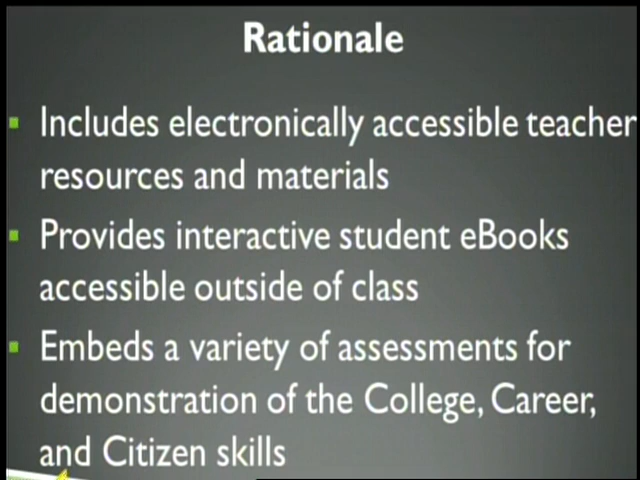 Rationale
Includes electronically accessible teacher
resources and materials
Provides interactive student eBooks
accessible outside of class
Embeds a variety of assessments for
demonstration of the College, Career,
and Citizen skills